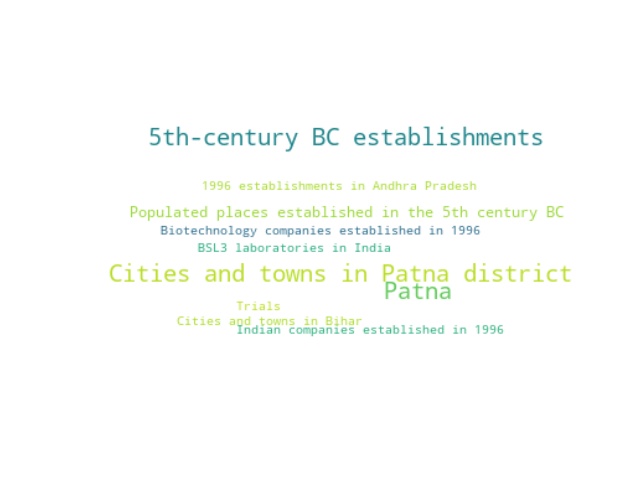 5th-century BC establishments
1996 establishments in Andhra Pradesh
Populated places established in the 5th century BC
Biotechnology companies established in 1996
BSL3 laboratories in India
Cities and towns in Patna district
Patna
Trials
Cities and towns in Bihar
Indian companies established in 1996